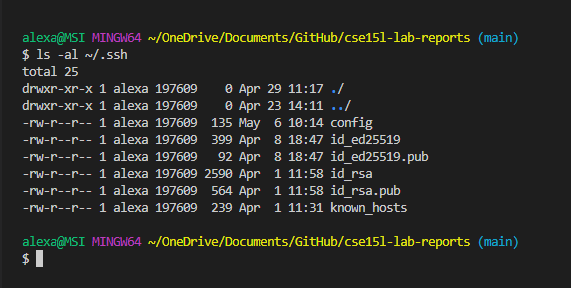 alexa@MSI MINGW64 ~/OneDrive/Documents/GitHub/cse15l-lab-reports (main)
$ ls -al ~/.ssh
total 25
drwxr-xr-x 1 alexa 197609    0 Apr 29 11:17 ./
drwxr-xr-x 1 alexa 197609    0 Apr 23 14:11 ../
-rw-r--r-- 1 alexa 197609  135 May  6 10:14 config
-rw-r--r-- 1 alexa 197609  399 Apr  8 18:47 id_ed25519
-rw-r--r-- 1 alexa 197609   92 Apr  8 18:47 id_ed25519.pub
-rw-r--r-- 1 alexa 197609 2590 Apr  1 11:58 id_rsa
-rw-r--r-- 1 alexa 197609  564 Apr  1 11:58 id_rsa.pub
-rw-r--r-- 1 alexa 197609  239 Apr  1 11:31 known_hosts
alexa@MSI MINGW64 ~/OneDrive/Documents/GitHub/cse15l-lab-reports (main)
$